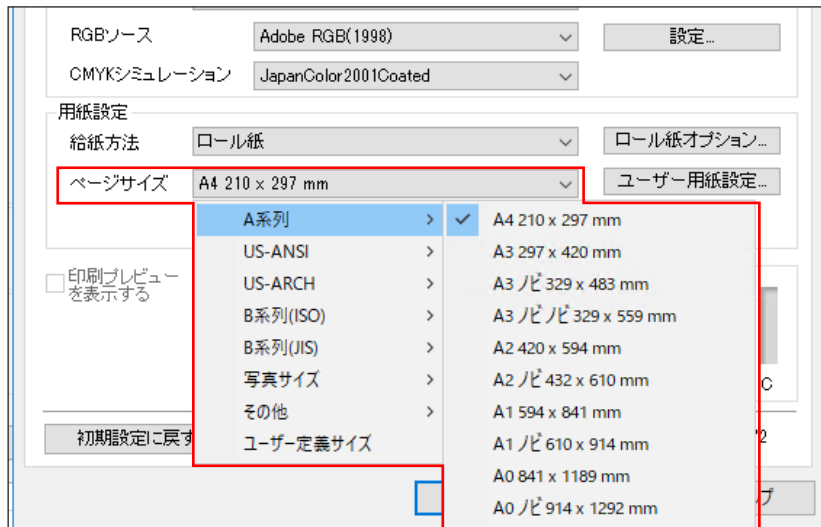 RGBソース Adobe RGB(1998) 設定...
CMYKシミュレーション JapanColor2001Coated
用紙設定
給紙方法 ロール紙 ロール紙オプション...
ページサイズ A4 210 x 297 mm ユーザー用紙設定...
A系列
US-ANSI
US-ARCH
B系列(ISO)
B系列(JIS)
写真サイズ
その他
ユーザー定義サイズ
A4 210 x 297 mm
A3 297 x 420 mm
A3 ノビ 329 x 483 mm
A3 ノビ ノビ 329 x 559 mm
A2 420 x 594 mm
A2 ノビ 432 x 610 mm
A1 594 x 841 mm
A1 ノビ 610 x 914 mm
A0 841 x 1189 mm
A0 ノビ 914 x 1292 mm
印刷プレビュー
を表示する
C
初期設定に戻す
2
プ